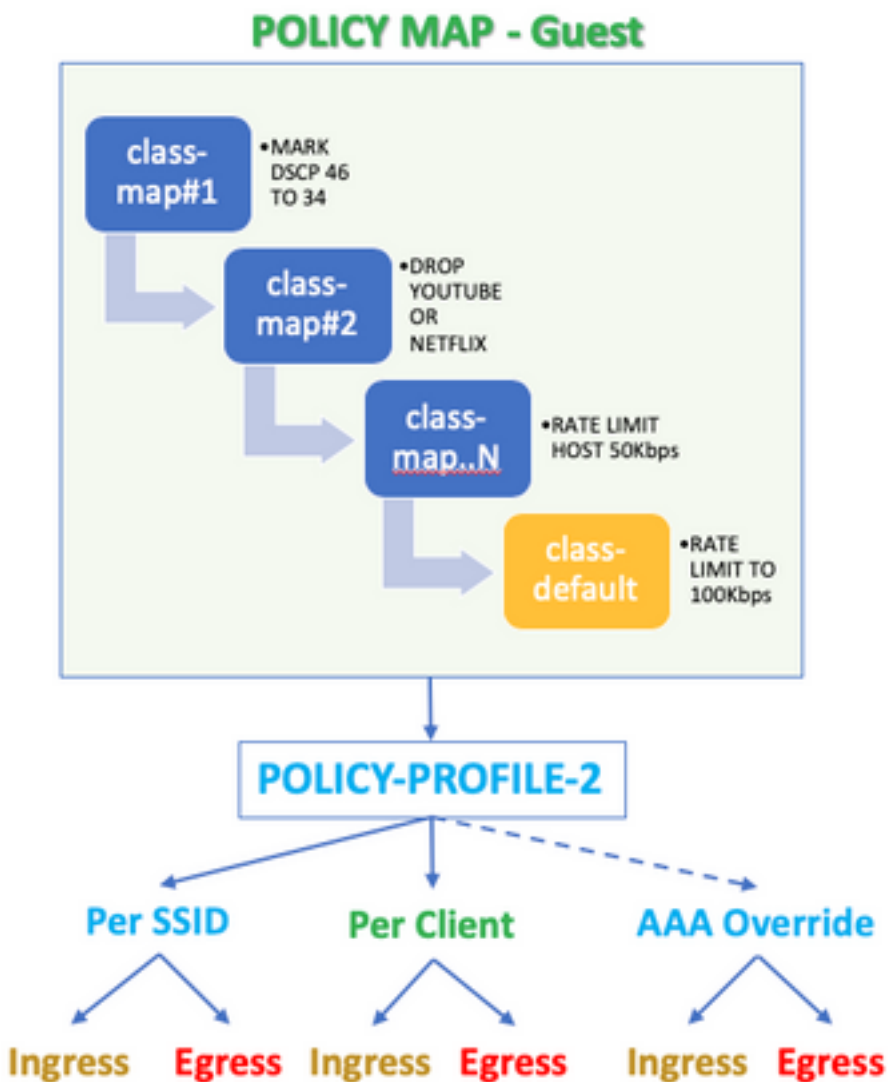 POLICY MAP - Guest
class-
map#1
•MARK
DSCP 46
TO 34
class-
map#2
•DROP
YOUTUBE
OR
NETFLIX
class-
map..N
•RATE LIMIT
HOST 50Kbps
class-
default
•RATE
LIMIT TO
100Kbps
POLICY-PROFILE-2
Per SSID
Per Client
AAA Override
Ingress Egress Ingress Egress Ingress Egress